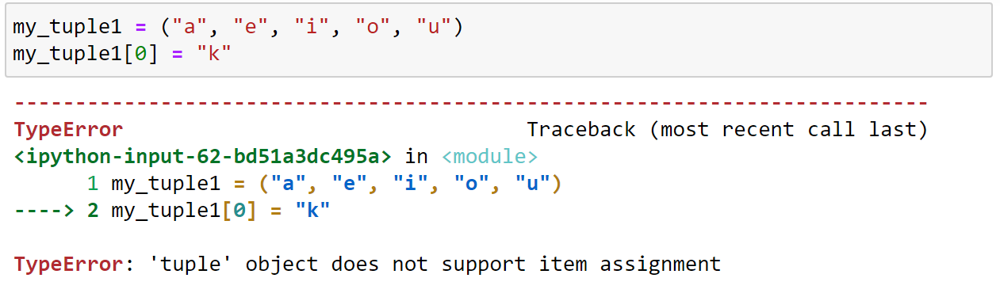 my_tuple1 = ("a", "e", "i", "o", "u")
my_tuple1[0] = "k"
---------------------------------------------------------------------------
TypeError                                 Traceback (most recent call last)
<ipython-input-62-bd51a3dc495a> in <module>
      1 my_tuple1 = ("a", "e", "i", "o", "u")
----> 2 my_tuple1[0] = "k"
TypeError: 'tuple' object does not support item assignment